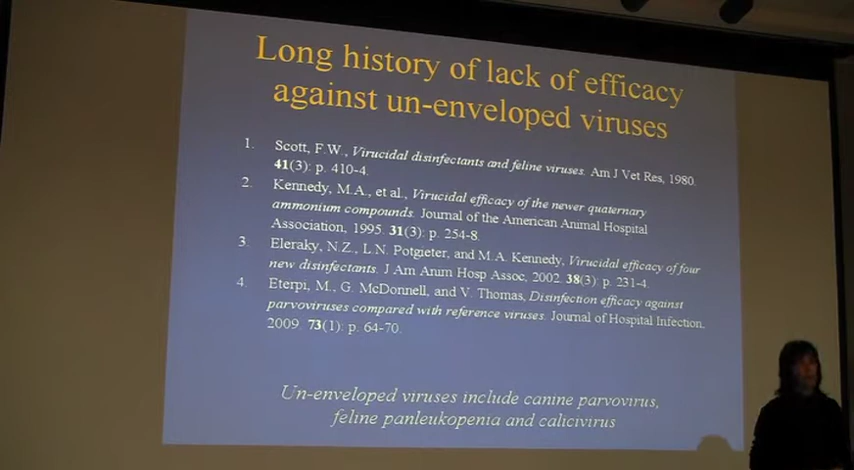 Long history of lack of efficacy
against un-enveloped viruses
1. Scott, F.W., Virucidal disinfectants and feline viruses. Am J Vet Res, 1980.
41(3): p. 410-4.
2. Kennedy, M.A., et al., Virucidal efficacy of the newer quaternary
ammonium compounds. Journal of the American Animal Hospital
Association, 1995. 31(3): p. 254-8.
3. Eleraky, N.Z., L.N. Potgieter, and M.A. Kennedy, Virucidal efficacy of four
new disinfectants. J Am Anim Hosp Assoc, 2002. 38(3): p. 231-4.
4. Eterpi, M., G. McDonnell, and V. Thomas, Disinfection efficacy against
parvoviruses compared with reference viruses. Journal of Hospital Infection,
2009. 73(1): p. 64-70.
Un-enveloped viruses include canine parvovirus,
feline panleukopenia and calicivirus